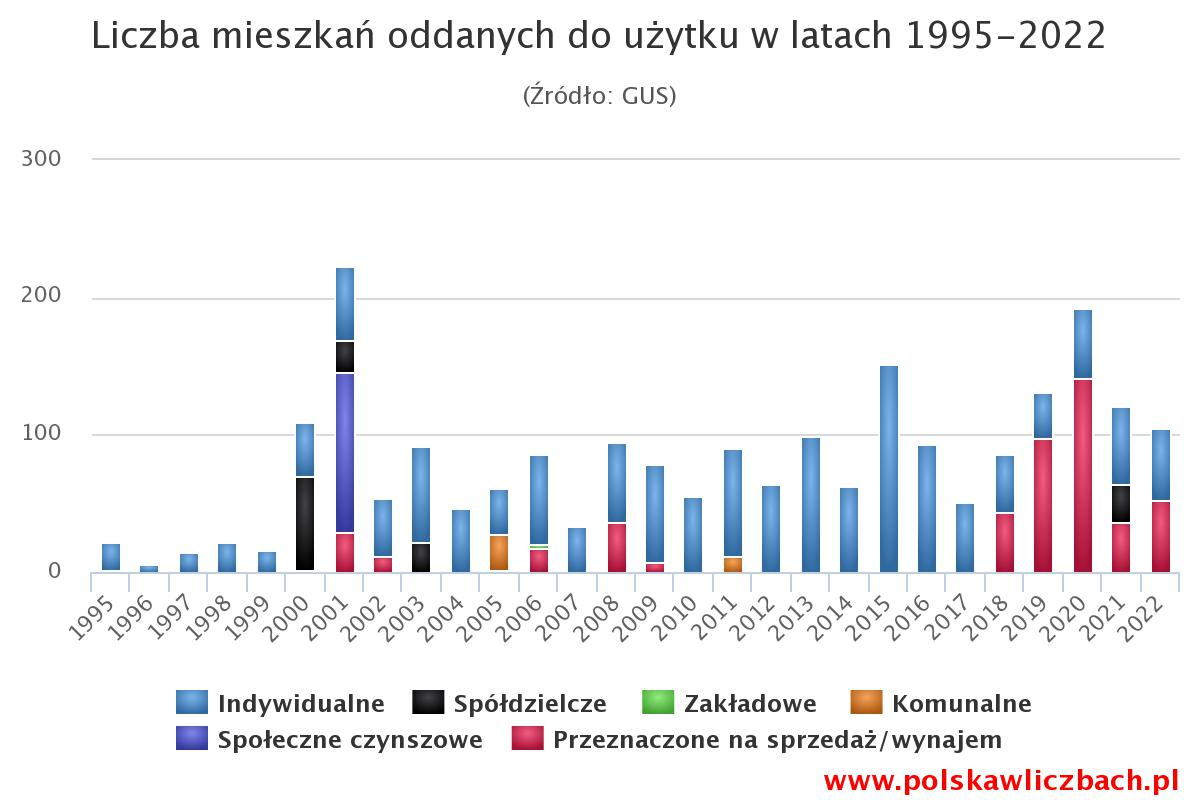 Liczba mieszkań oddanych do użytku w latach 1995-2022
(Źródło: GUS)
300
200
100
0
1995 1996 1997 1998 1999 2000 2001 2002 2003 2004 2005 2006 2007 2008 2009 2010 2011 2012 2013 2014 2015 2016 2017 2018 2019 2020 2021 2022
Indywidualne Spółdzielcze Zakładowe Komunalne
Społeczne czynszowe Przeznaczone na sprzedaż/wynajem
www.polskawliczbach.pl